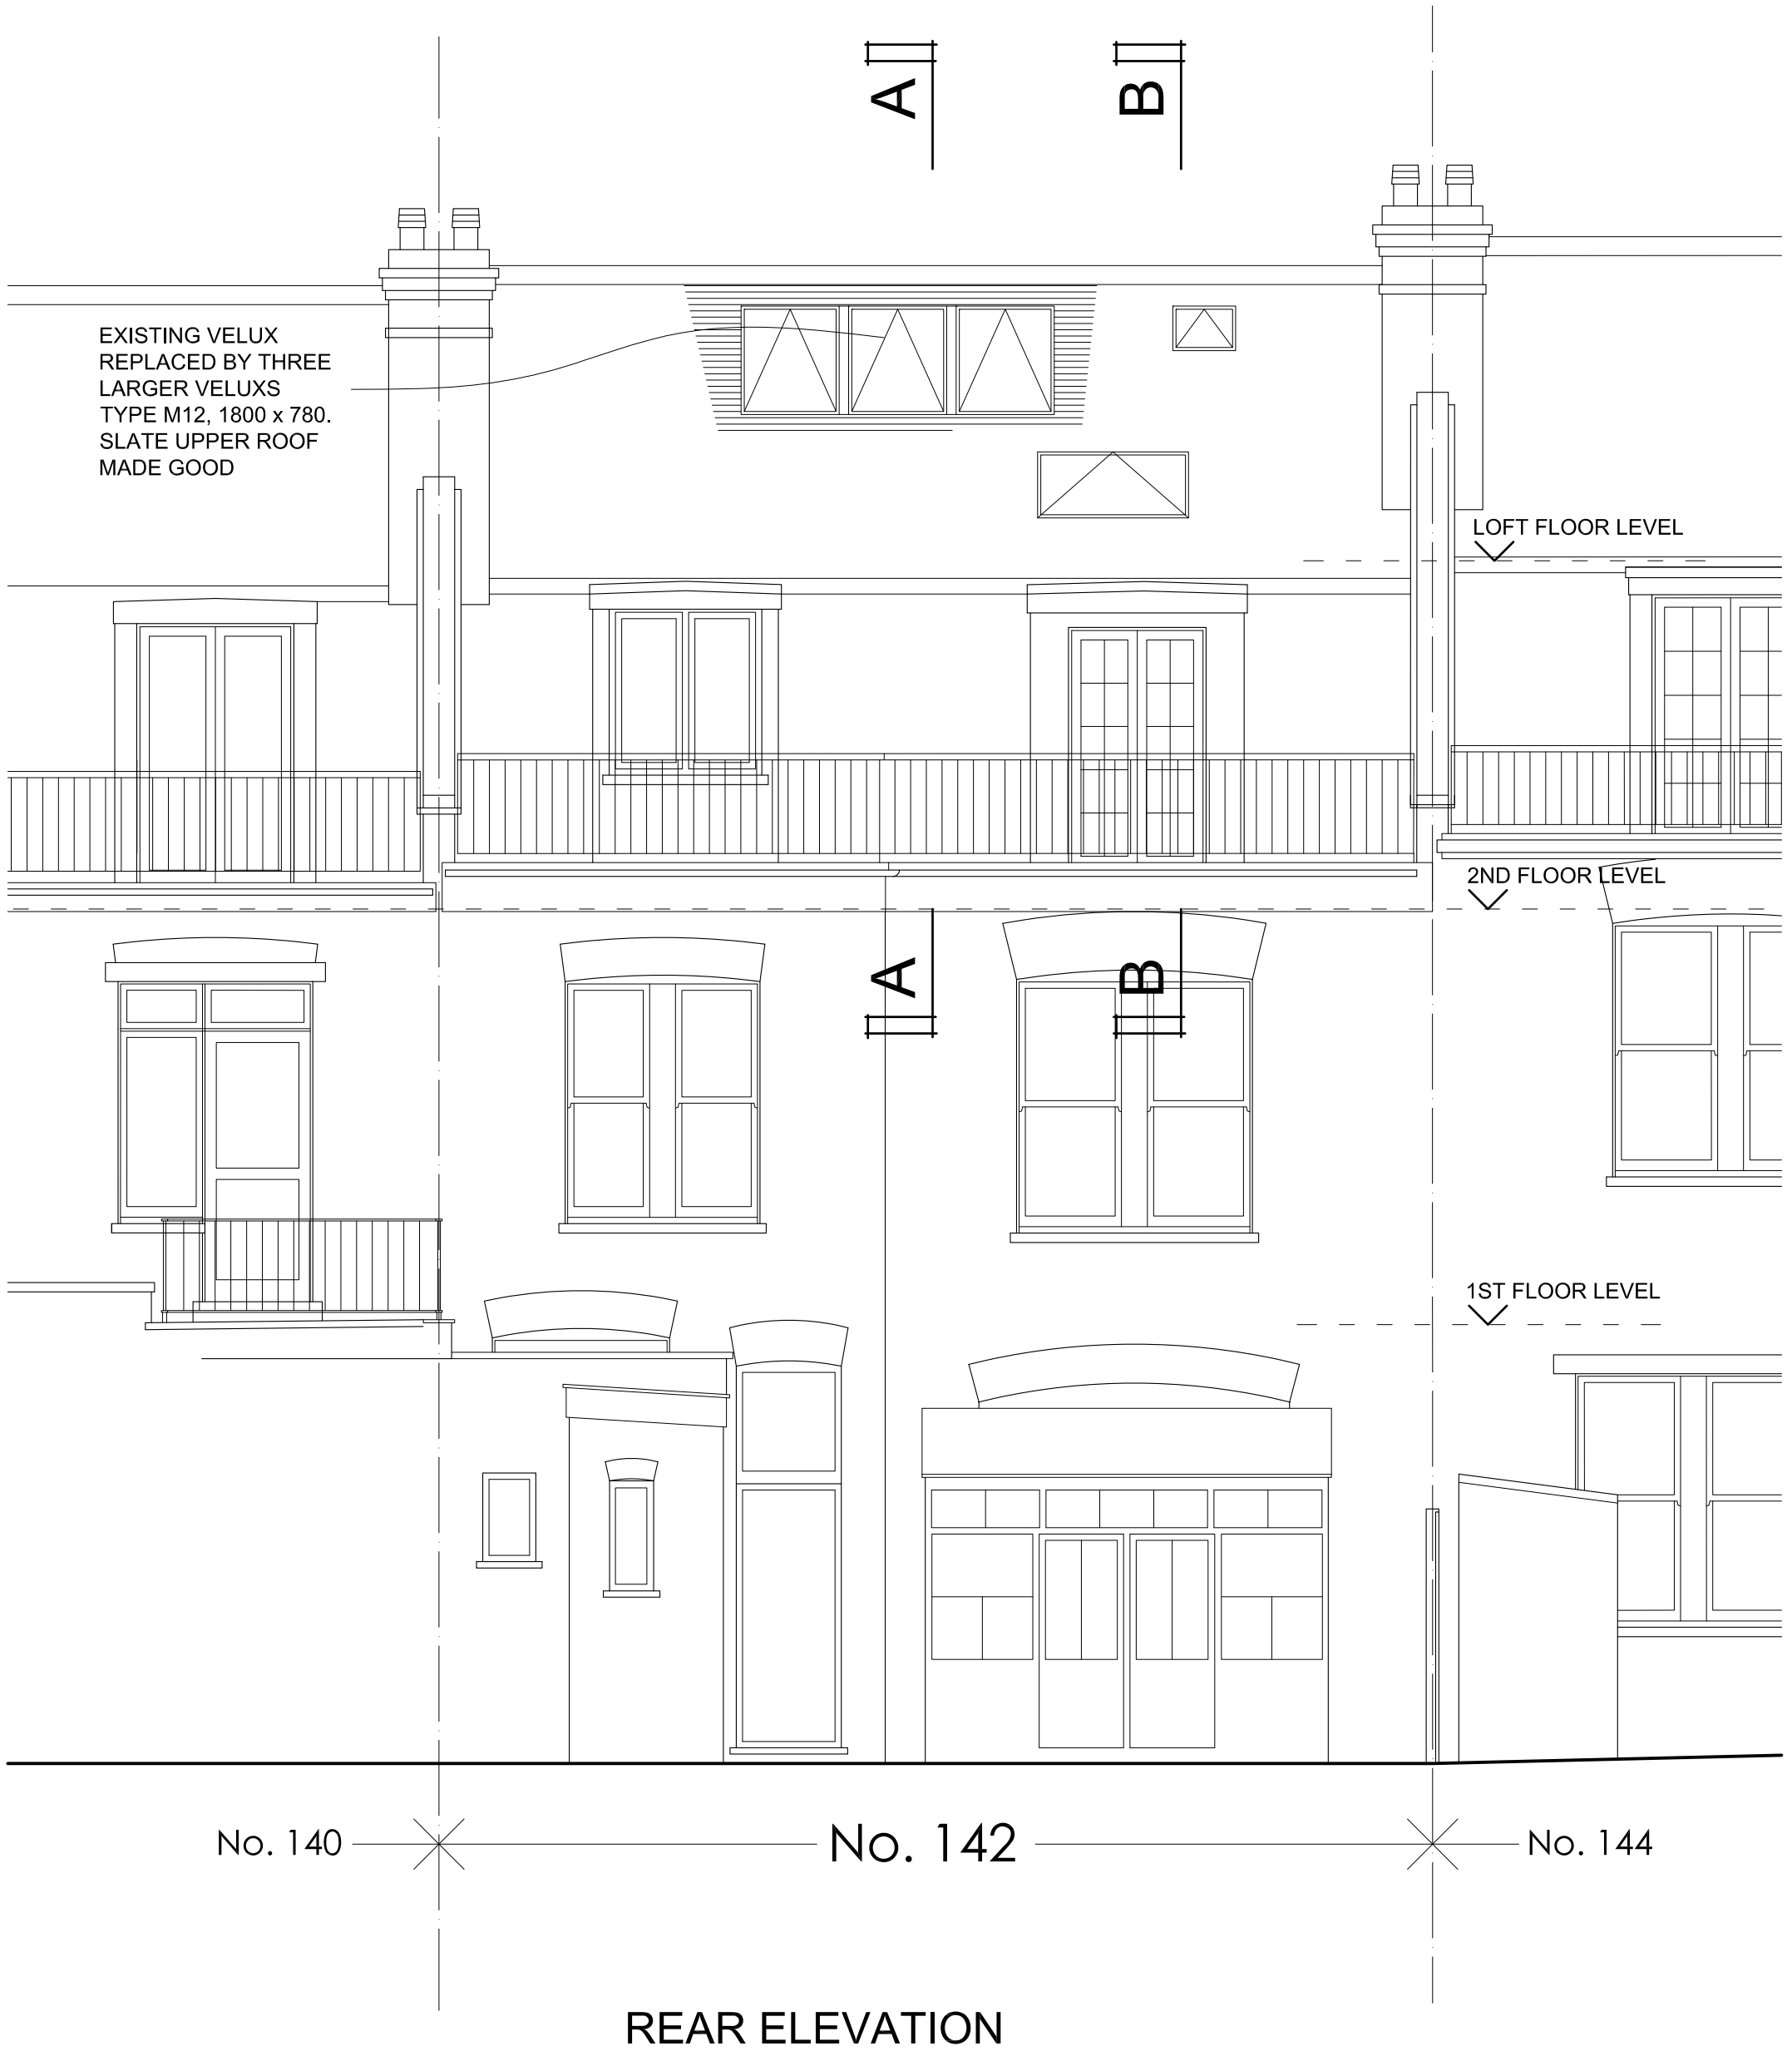 A
B
EXISTING VELUX
REPLACED BY THREE
LARGER VELUXS
TYPE M12, 1800 x 780.
SLATE UPPER ROOF
MADE GOOD
LOFT FLOOR LEVEL
2ND FLOOR LEVEL
A
B
1ST FLOOR LEVEL
No. 140
No. 142
No. 144
REAR ELEVATION